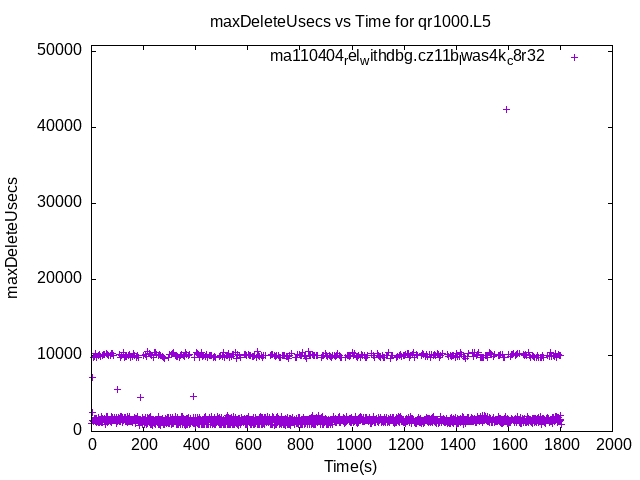 maxDeleteUsecs vs Time for qr1000.L5
50000
ma110404_rel_withdbg.cz11b_lwas4k_c8r32
40000
30000
maxDeleteUsecs
20000
10000
0
0 200 400 600 800 1000 1200 1400 1600 1800 2000
Time(s)